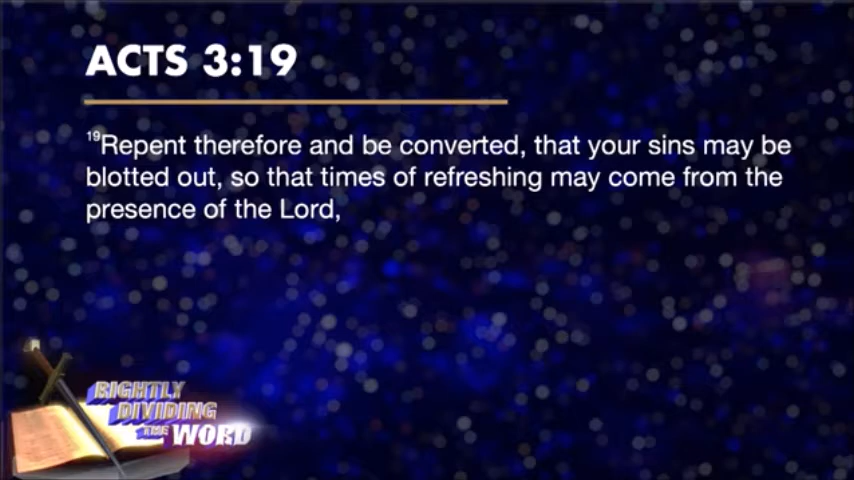 ACTS 3:19
19Repent therefore and be converted, that your sins may be
blotted out, so that times of refreshing may come from the
presence of the Lord,
RIGHTLY
DIVIDING
THE WORD